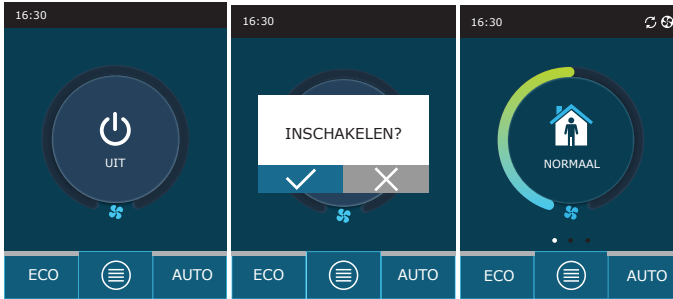 16:30
UIT
ECO
AUTO
16:30
INSCHAKELEN?
ECO
AUTO
16:30
NORMAAL
ECO
AUTO